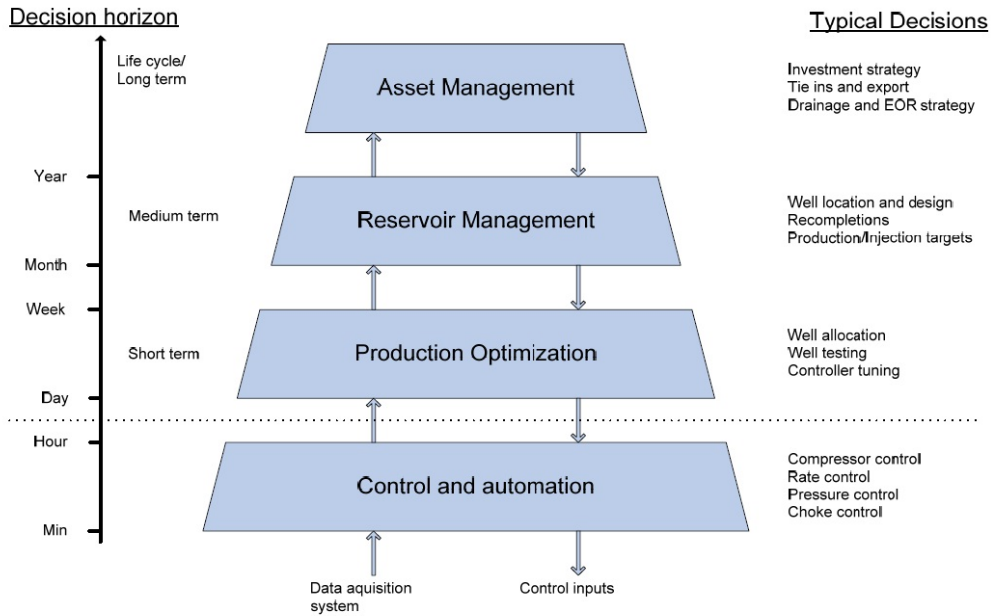 Decision horizon
Typical Decisions
Life cycle/
Long term
Asset Management
Investment strategy
Tie ins and export
Drainage and EOR strategy
Year
Medium term
Reservoir Management
Well location and design
Recompletions
Production/Injection targets
Month
Week
Short term
Production Optimization
Well allocation
Well testing
Controller tuning
Day
Hour
Control and automation
Compressor control
Rate control
Pressure control
Choke control
Min
Data aquisition
system
Control inputs